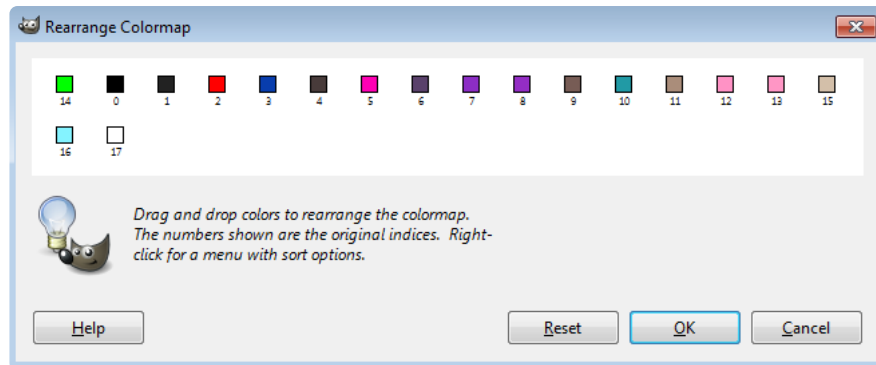 Rearrange Colormap
14 0 1 2 3 4 5 6 7 8 9 10 11 12 13 15
16 17
Drag and drop colors to rearrange the colormap.
The numbers shown are the original indices. Right-
click for a menu with sort options.
Help Reset OK Cancel